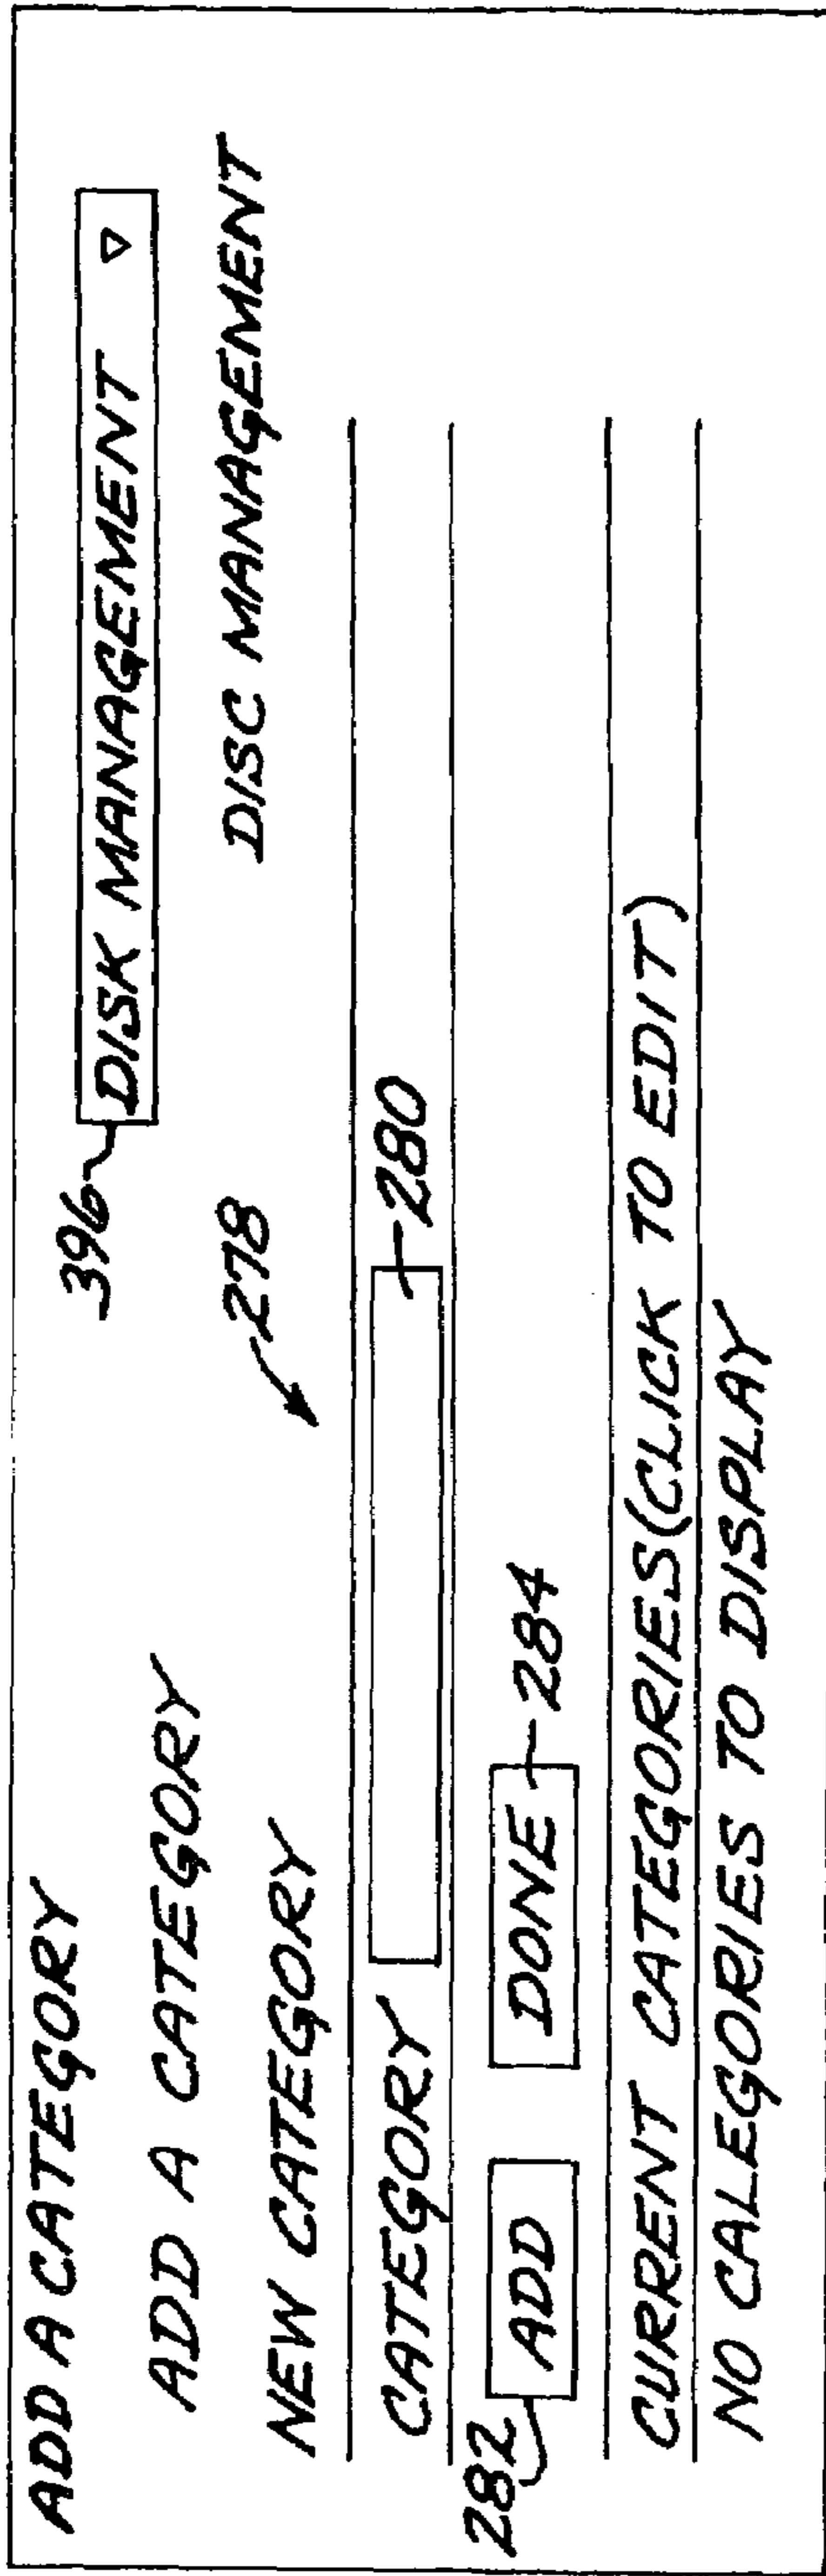 ADD A CATEGORY
396 DISK MANAGEMENT
ADD A CATEGORY
DISC MANAGEMENT
NEW CATEGORY 278
CATEGORY 280
282 ADD DONE 284
CURRENT CATEGORIES(CLICK TO EDIT)
NO CALEGORIES TO DISPLAY